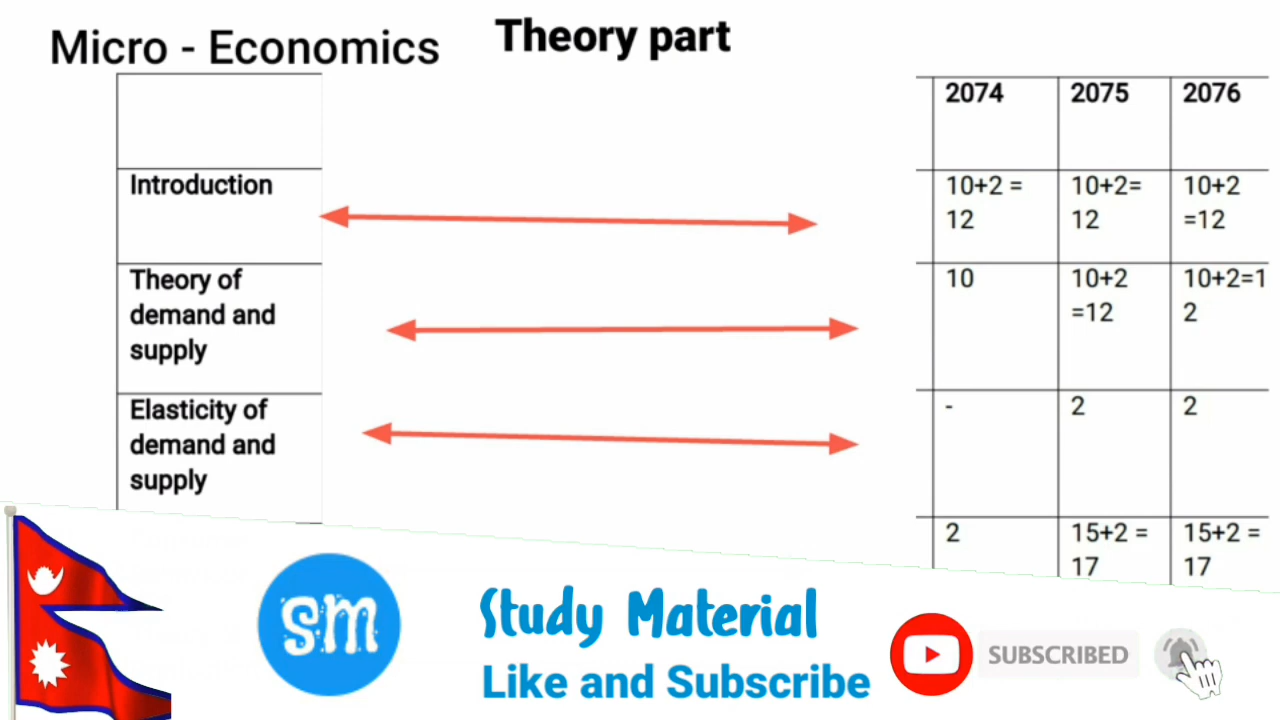 Micro - Economics
Theory part
2074
2075
2076
Introduction
10+2 =
12
10+2=
12
10+2
=12
Theory of
demand and
supply
10
10+2
=12
10+2=1
2
Elasticity of
demand and
supply
-
2
2
2
15+2 =
17
15+2 =
17
sm
Study Material
Like and Subscribe
SUBSCRIBED